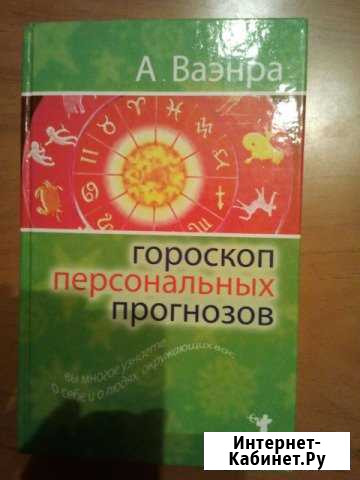 А. Ваэнра
гороскоп
персональных
прогнозов
вы многое узнаете
о себе и о людях, окружающих вас
Интернет-
Кабинет.Ру